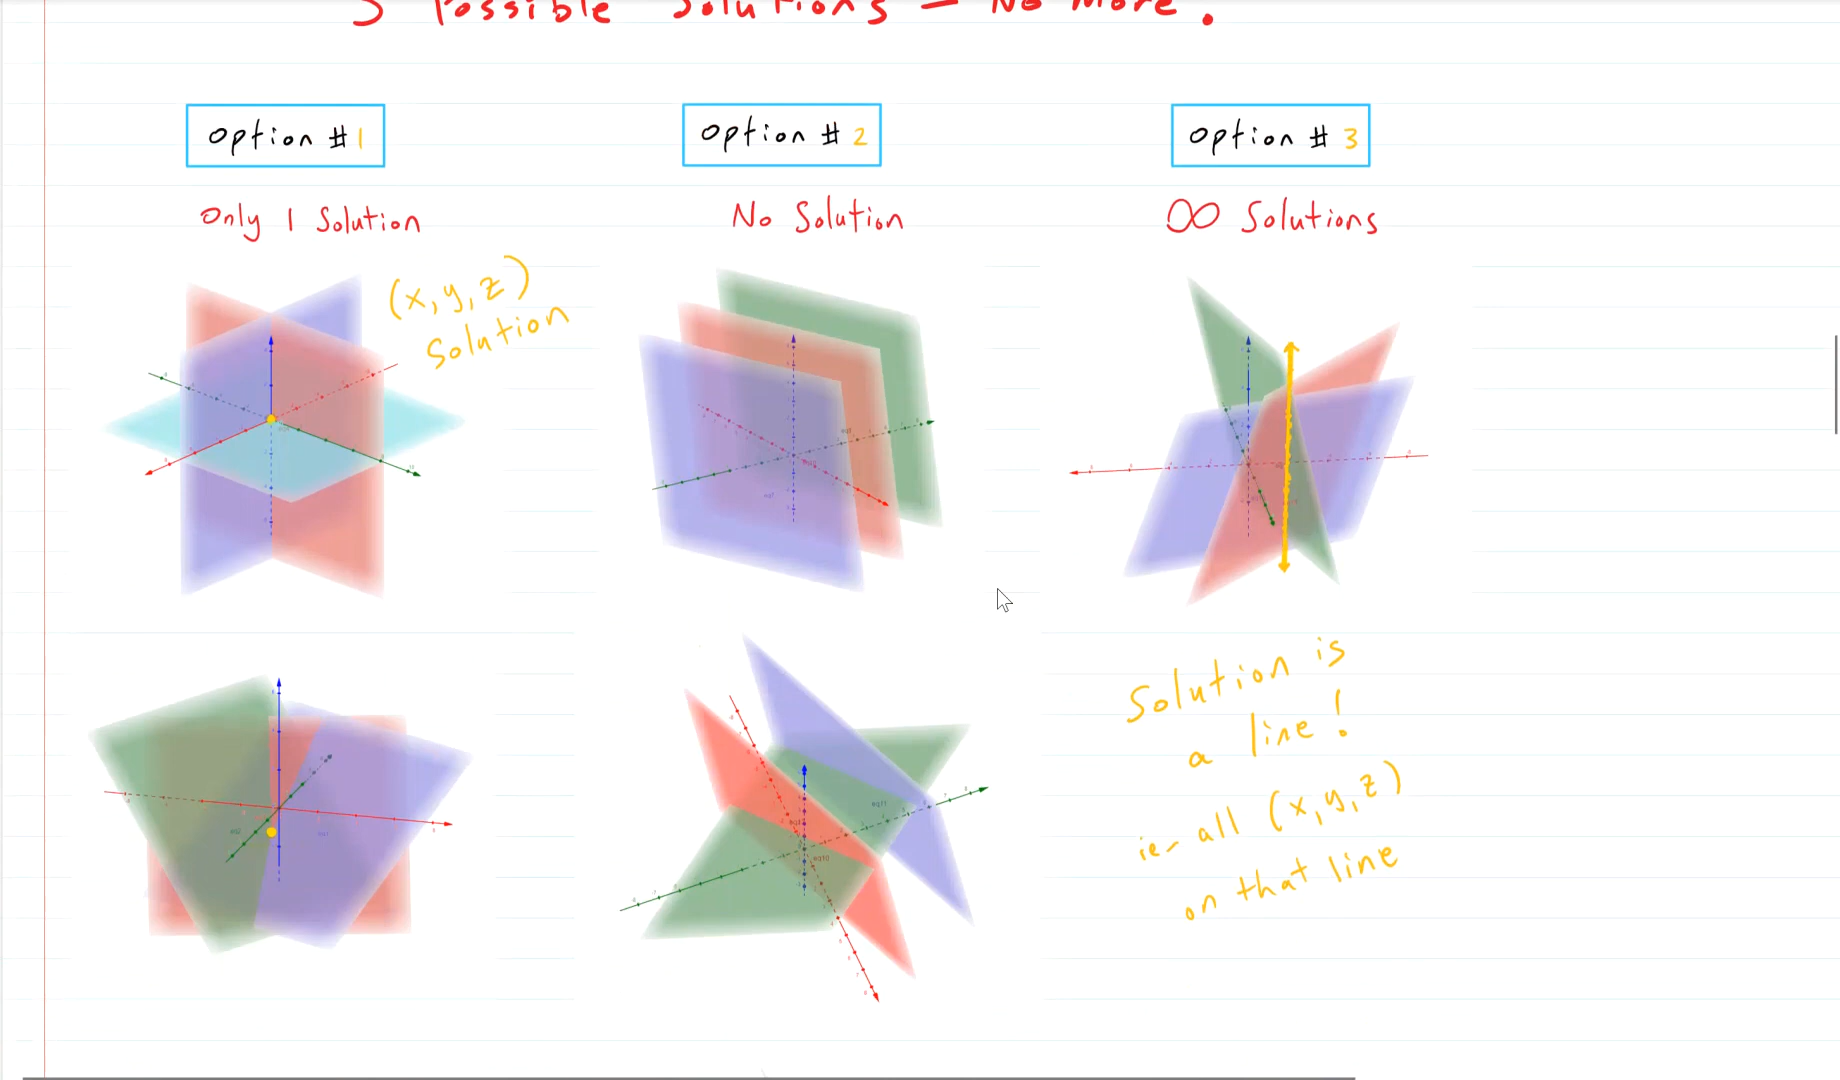 3 Possible Solutions - No More.
Option #1
Only 1 Solution
(x, y, z)
Solution
Option # 2
No Solution
Option # 3
∞ Solutions
Solution is
a line!
ie- all (x, y, z)
on that line